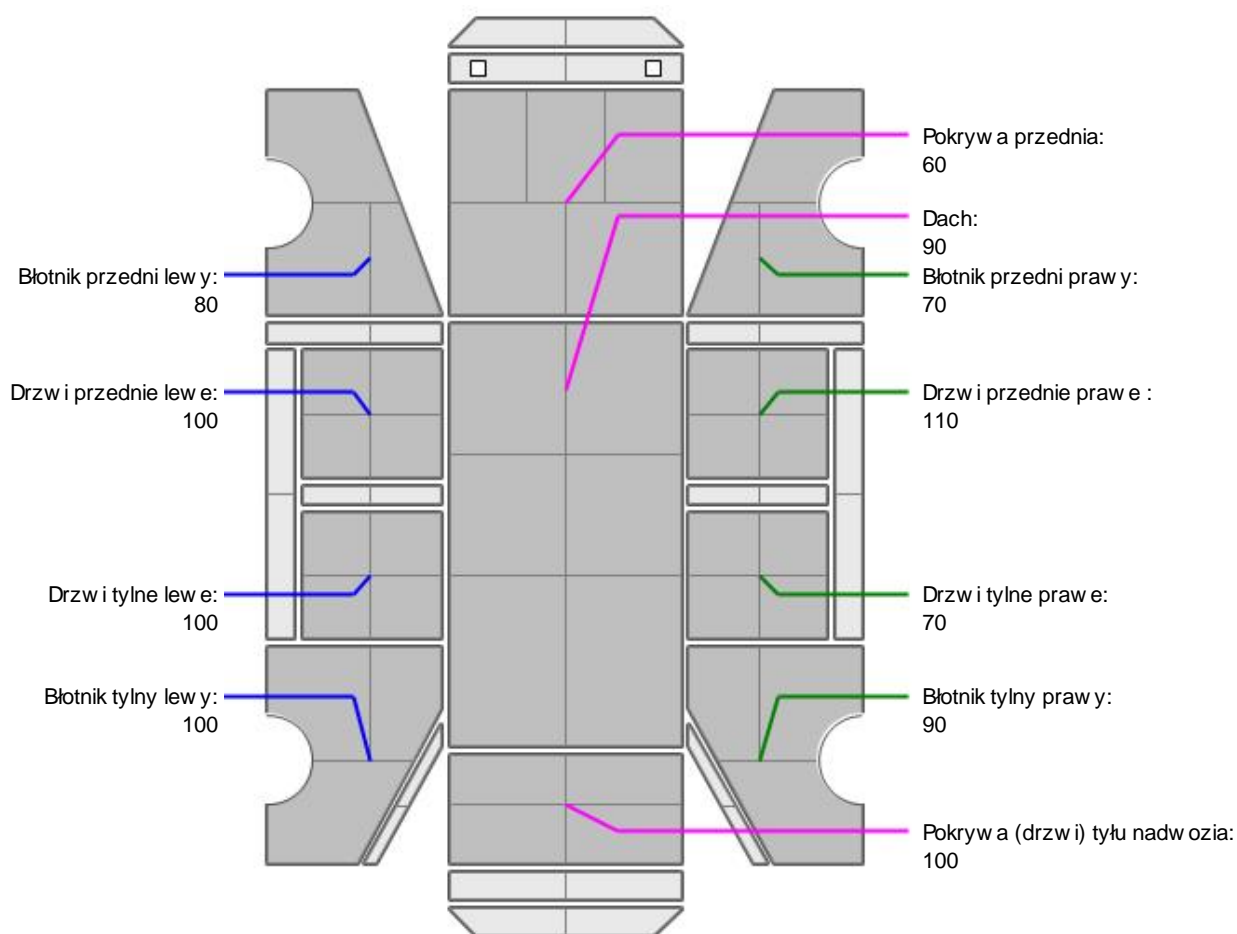 Pokrywa przednia:
60
Dach:
90
Błotnik przedni lewy:
80
Błotnik przedni prawy:
70
Drzwi przednie lewe:
100
Drzwi przednie prawe :
110
Drzwi tylne lewe:
100
Drzwi tylne prawe:
70
Błotnik tylny lewy:
100
Błotnik tylny prawy:
90
Pokrywa (drzwi) tyłu nadwozia:
100